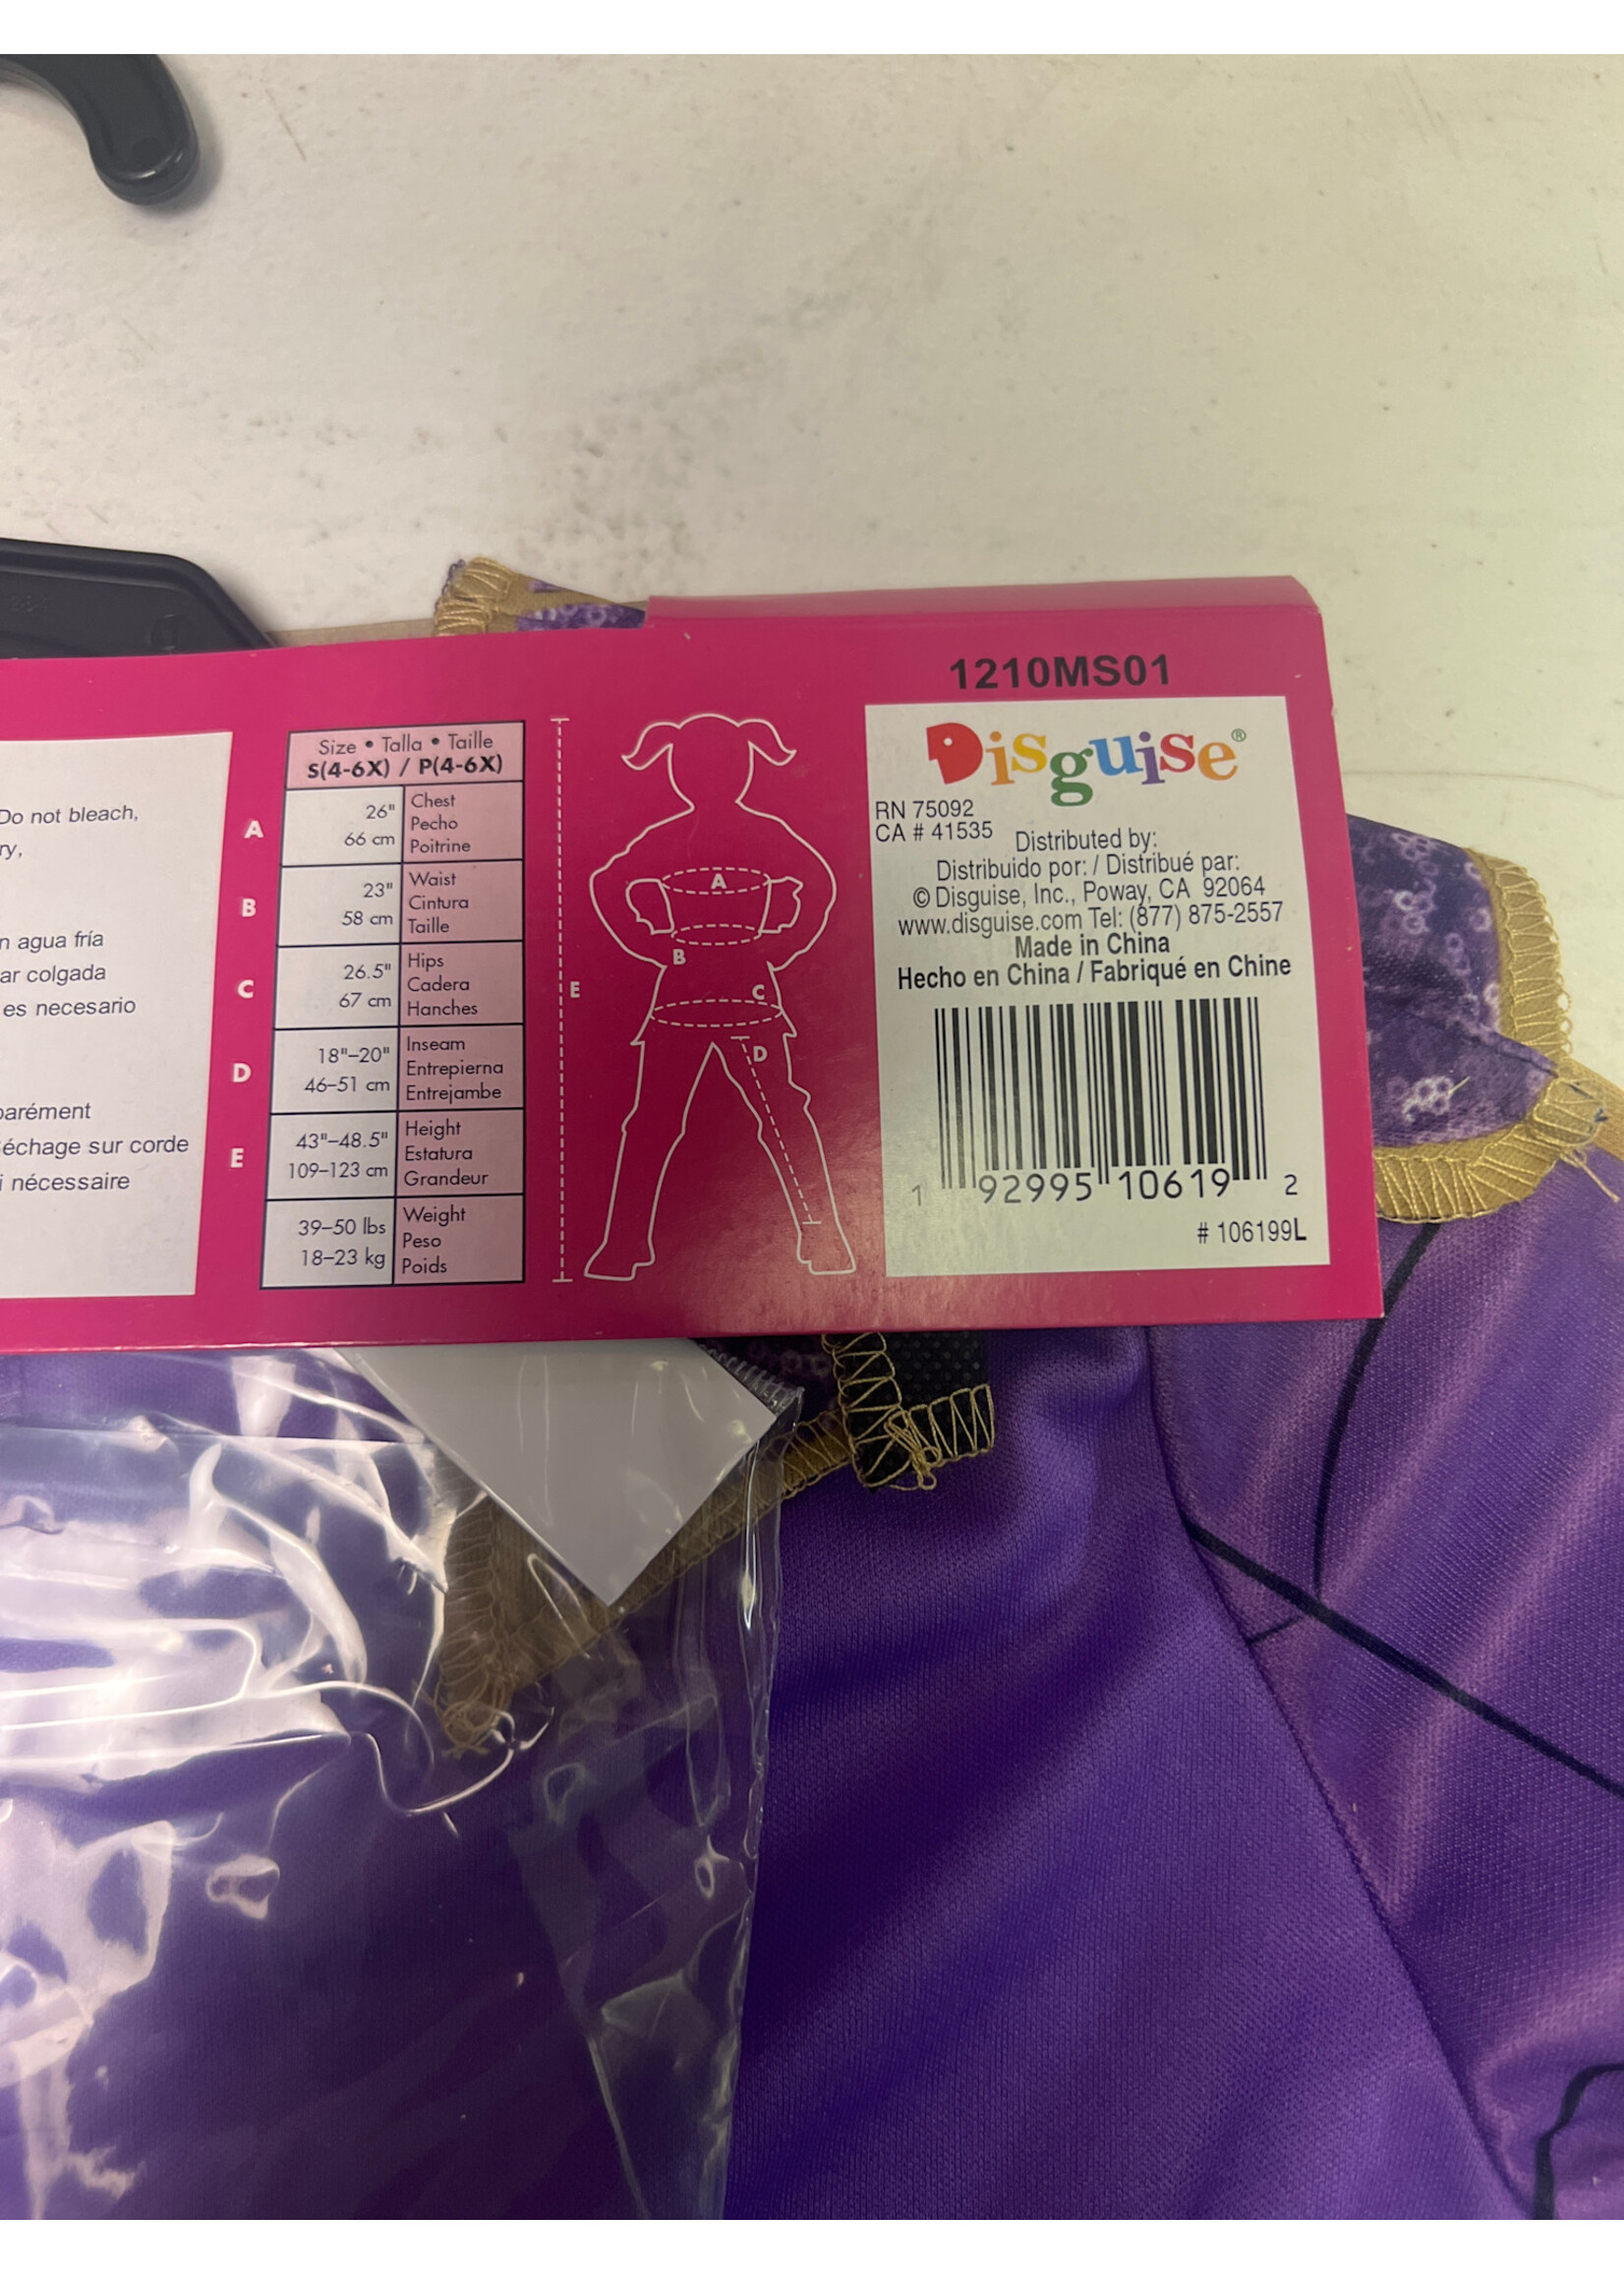 1210MS01
Do not bleach,
ry,
n agua fría
ar colgada
es necesario
parément
échage sur corde
i nécessaire
Size • Talla • Taille
S(4-6X) / P(4-6X)
A
26"
66 cm
Chest
Pecho
Poitrine
B
23"
58 cm
Waist
Cintura
Taille
C
26.5"
67 cm
Hips
Cadera
Hanches
D
18"–20"
46–51 cm
Inseam
Entrepierna
Entrejambe
E
43"–48.5"
109–123 cm
Height
Estatura
Grandeur
39–50 lbs
18–23 kg
Weight
Peso
Poids
A
B
C
D
E
Disguise®
RN 75092
CA # 41535
Distributed by:
Distribuido por: / Distribué par:
© Disguise, Inc., Poway, CA 92064
www.disguise.com Tel: (877) 875-2557
Made in China
Hecho en China / Fabriqué en Chine
1 92995 10619 2
# 106199L